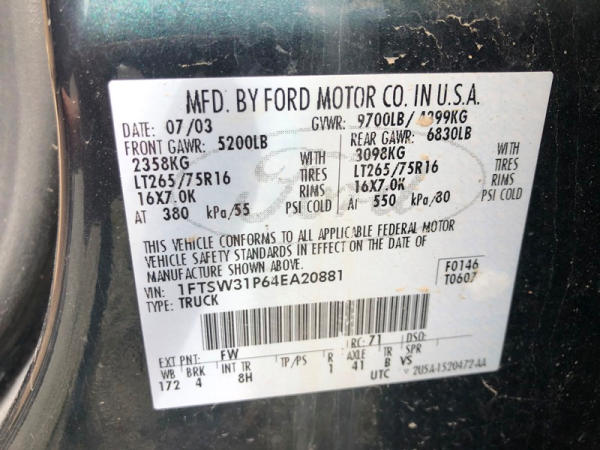 MFD. BY FORD MOTOR CO. IN U.S.A.
DATE: 07/03 GVWR: 9700LB/ 4399KG
FRONT GAWR: 5200LB REAR GAWR: 6830LB
2358KG WITH 3098KG WITH
LT265/75R16 TIRES LT265/75R16 TIRES
16X7.0K RIMS 16X7.0K RIMS
AT 380 kPa/55 PSI COLD AT 550 kPa/80 PSI COLD
Ford
THIS VEHICLE CONFORMS TO ALL APPLICABLE FEDERAL MOTOR
VEHICLE SAFETY STANDARDS IN EFFECT ON THE DATE OF
MANUFACTURE SHOWN ABOVE.
VIN: 1FTSW31P64EA20881
TYPE: TRUCK
F0146
T0607
EXT PNT: FW RC: 71 DSO:
WB BRK INT TR TP/PS R AXLE TR SPR
172 4 8H 1 41 B VS
UTC 2U5A-1520472-AA